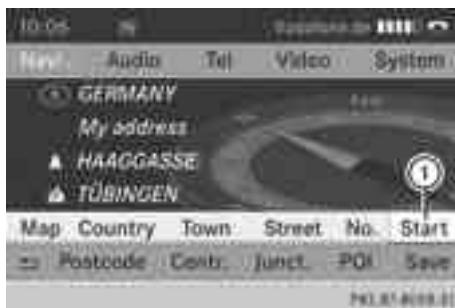 10:06
Navi Audio Tel Video System
GERMANY
My address
HAAGGASSE
TÜBINGEN
1
Map Country Town Street No. Start
Postcode Centr. Junct. POI Save